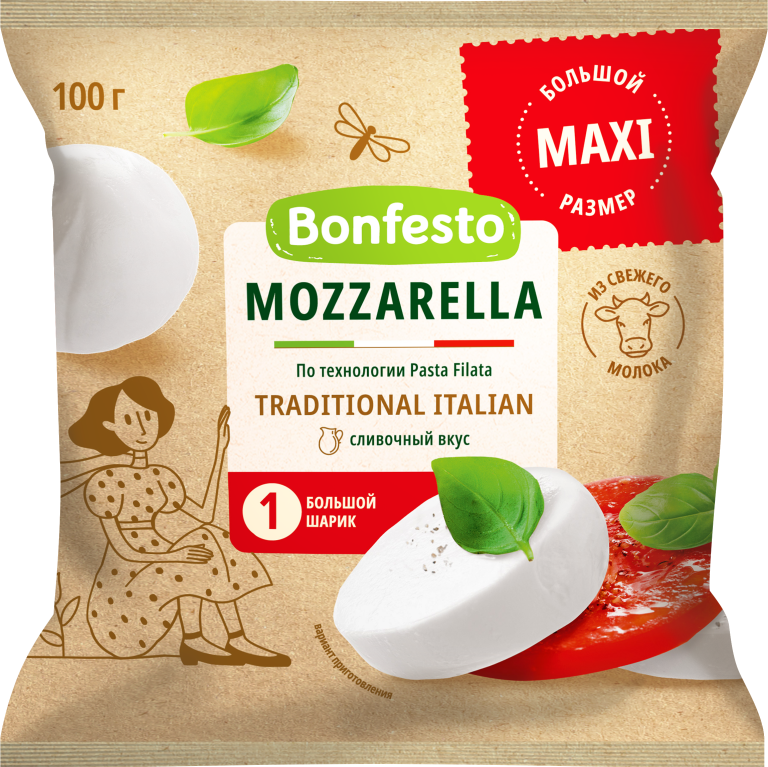 100 г
БОЛЬШОЙ
MAXI
РАЗМЕР
Bonfesto
MOZZARELLA
ИЗ СВЕЖЕГО
МОЛОКА
По технологии Pasta Filata
TRADITIONAL ITALIAN
сливочный вкус
1
БОЛЬШОЙ
ШАРИК
вариант приготовления